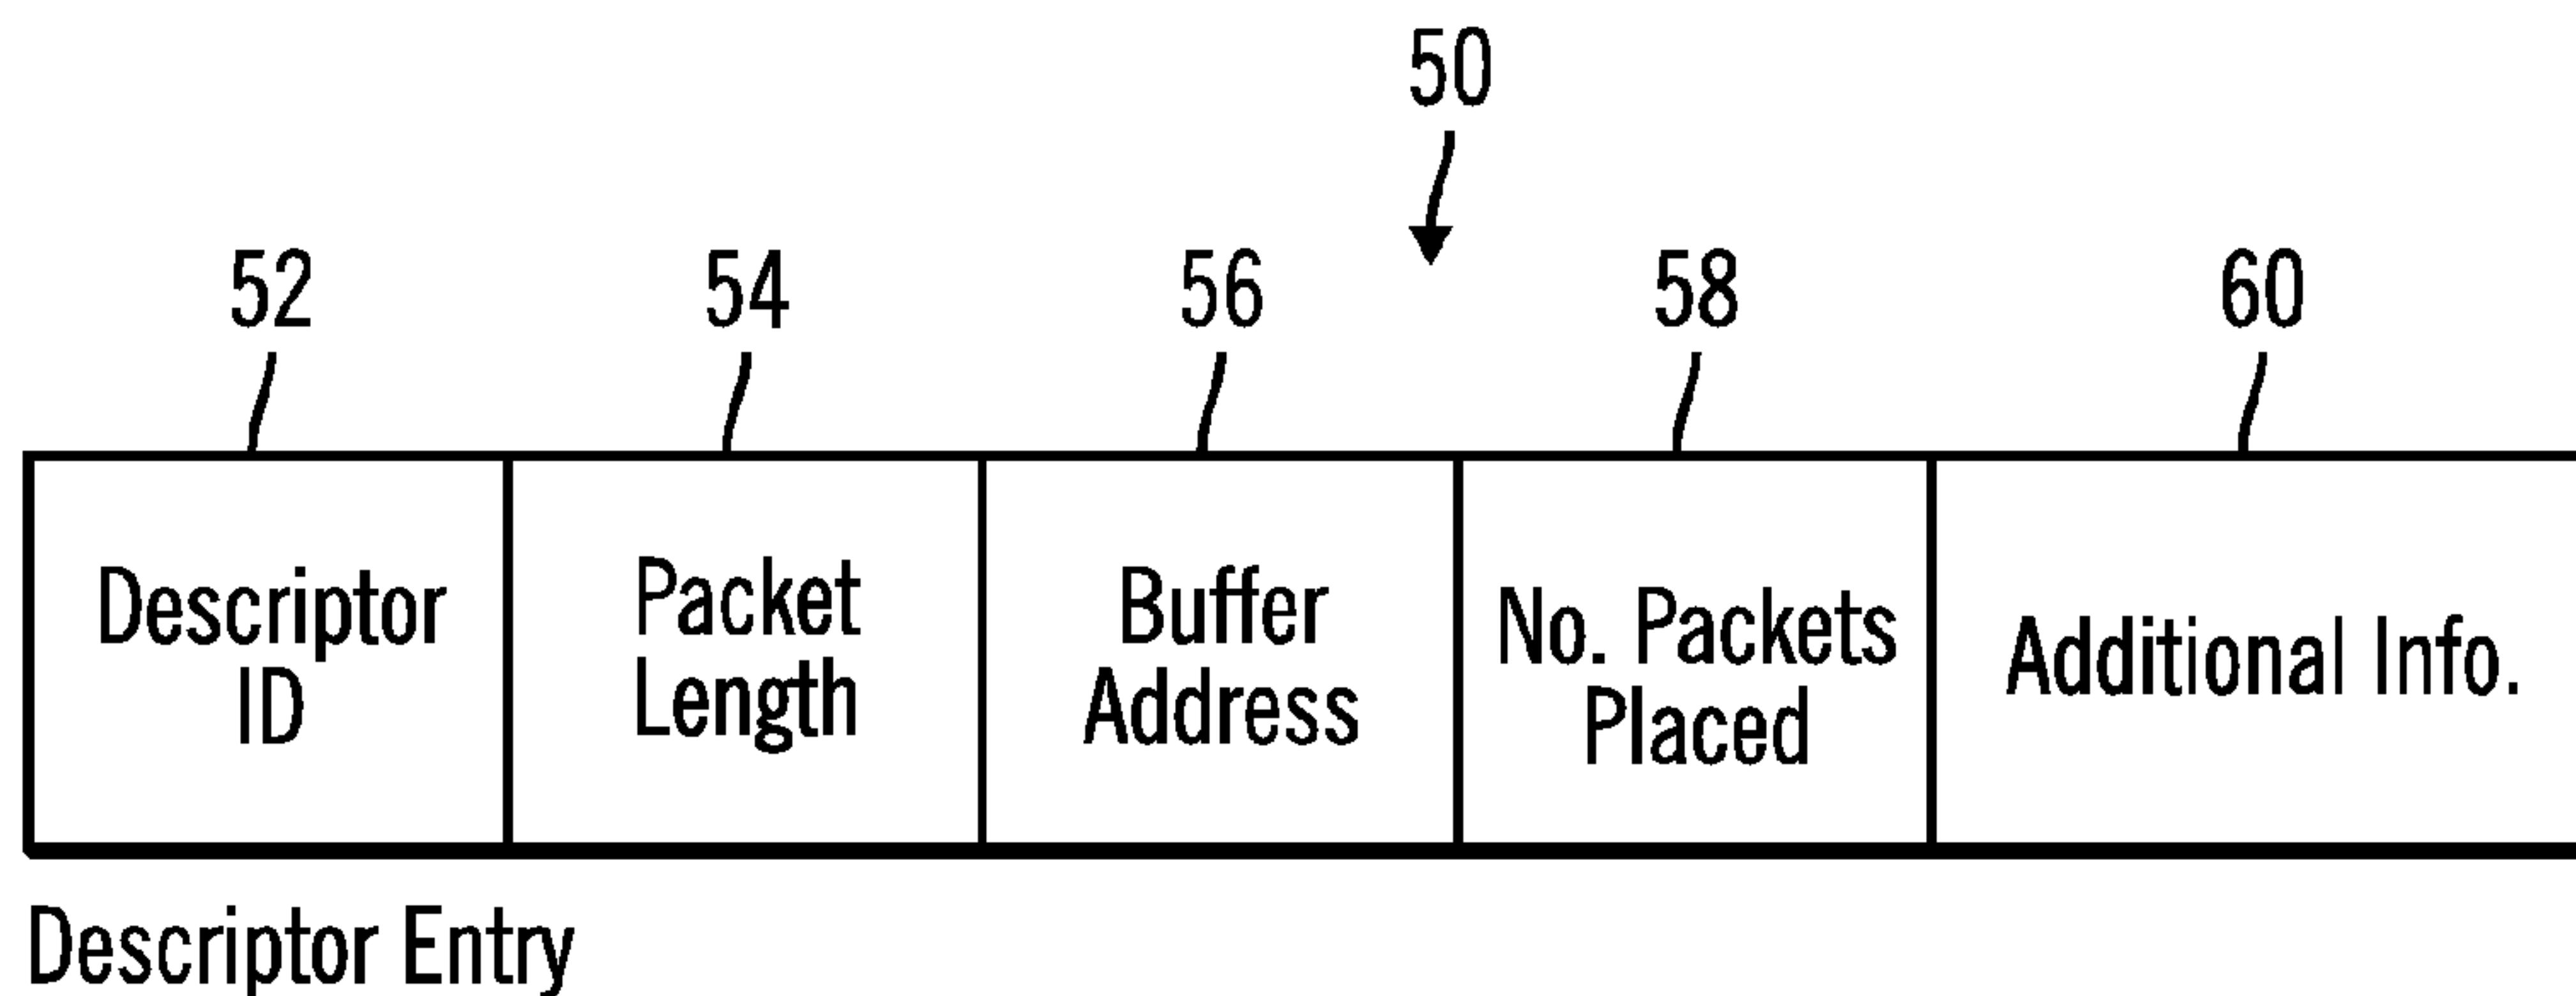 50
52 54 56 58 60
Descriptor
ID
Packet
Length
Buffer
Address
No. Packets
Placed
Additional Info.
Descriptor Entry